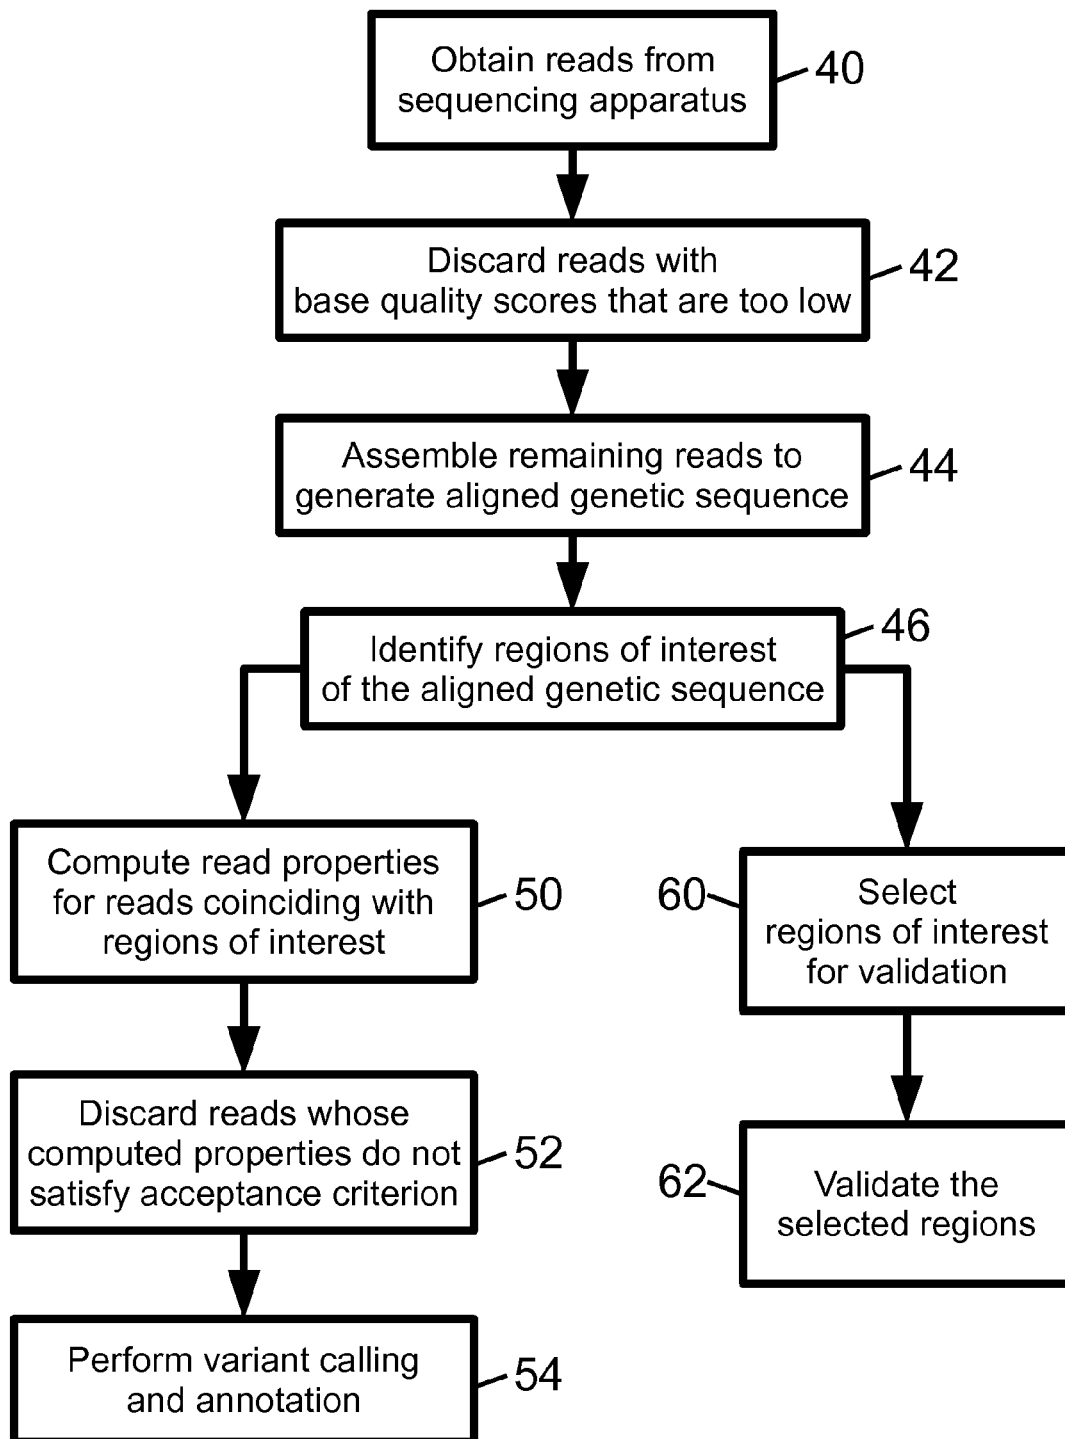 Obtain reads from
sequencing apparatus
40
Discard reads with
base quality scores that are too low
42
Assemble remaining reads to
generate aligned genetic sequence
44
Identify regions of interest
of the aligned genetic sequence
46
Compute read properties
for reads coinciding with
regions of interest
50
Discard reads whose
computed properties do not
satisfy acceptance criterion
52
Perform variant calling
and annotation
54
60
Select
regions of interest
for validation
62
Validate the
selected regions